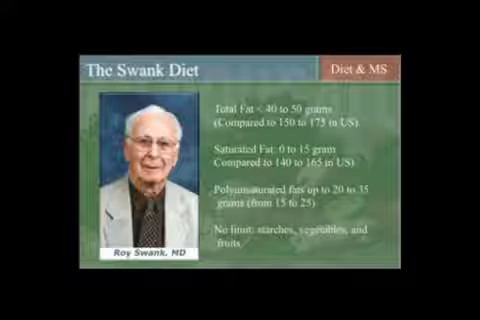 The Swank Diet
Diet & MS
Total Fat < 40 to 50 grams
(Compared to 150 to 175 in US)
Saturated Fat: 0 to 15 gram
Compared to 140 to 165 in US)
Polyunsaturated fats up to 20 to 35
grams (from 15 to 25)
No limit: starches, vegetables, and
fruits
Roy Swank, MD